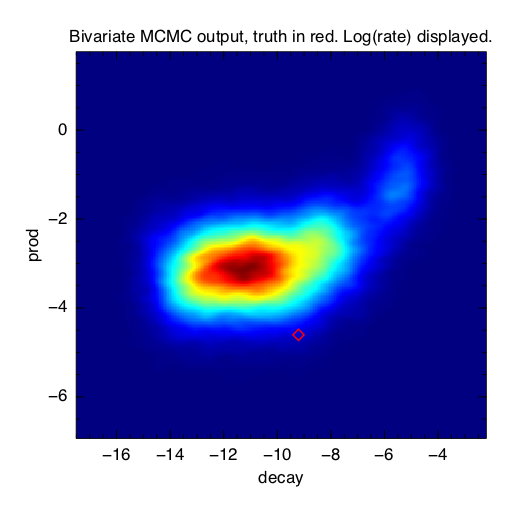 Bivariate MCMC output, truth in red. Log(rate) displayed.
0
−2
−4
−6
prod
−16 −14 −12 −10 −8 −6 −4
decay